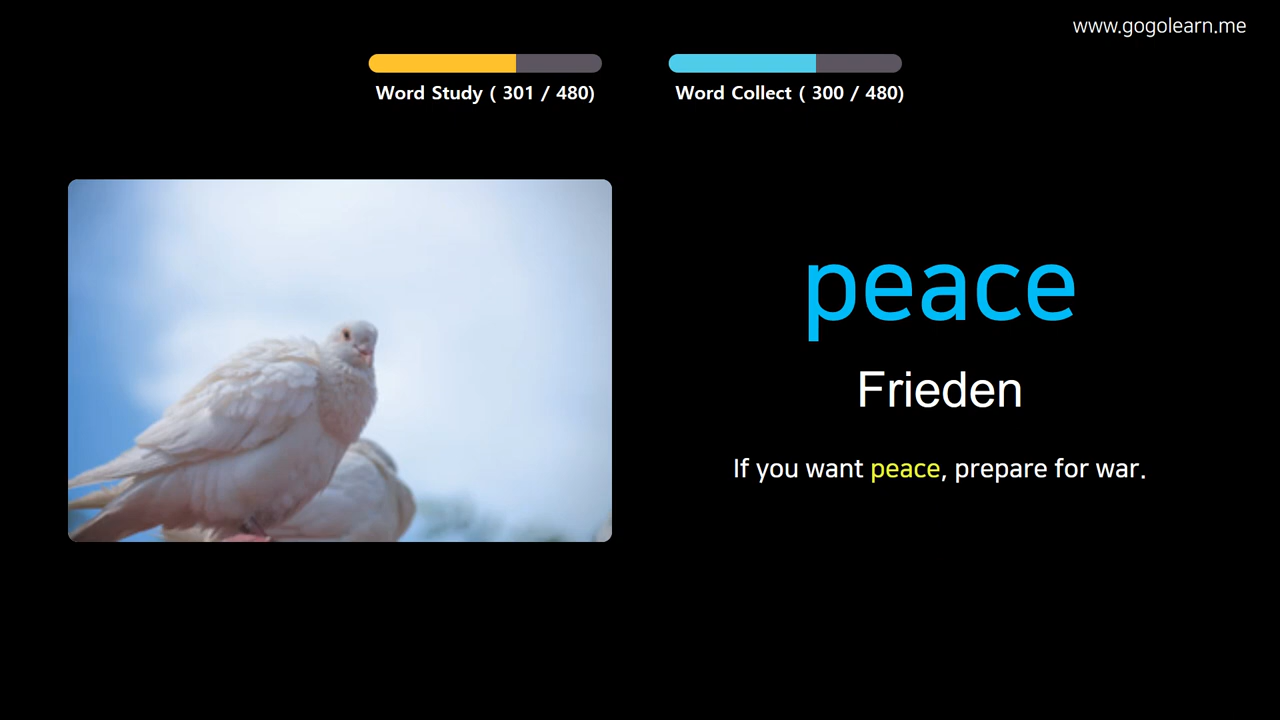 www.gogolearn.me
Word Study ( 301 / 480)
Word Collect ( 300 / 480)
peace
Frieden
If you want peace, prepare for war.